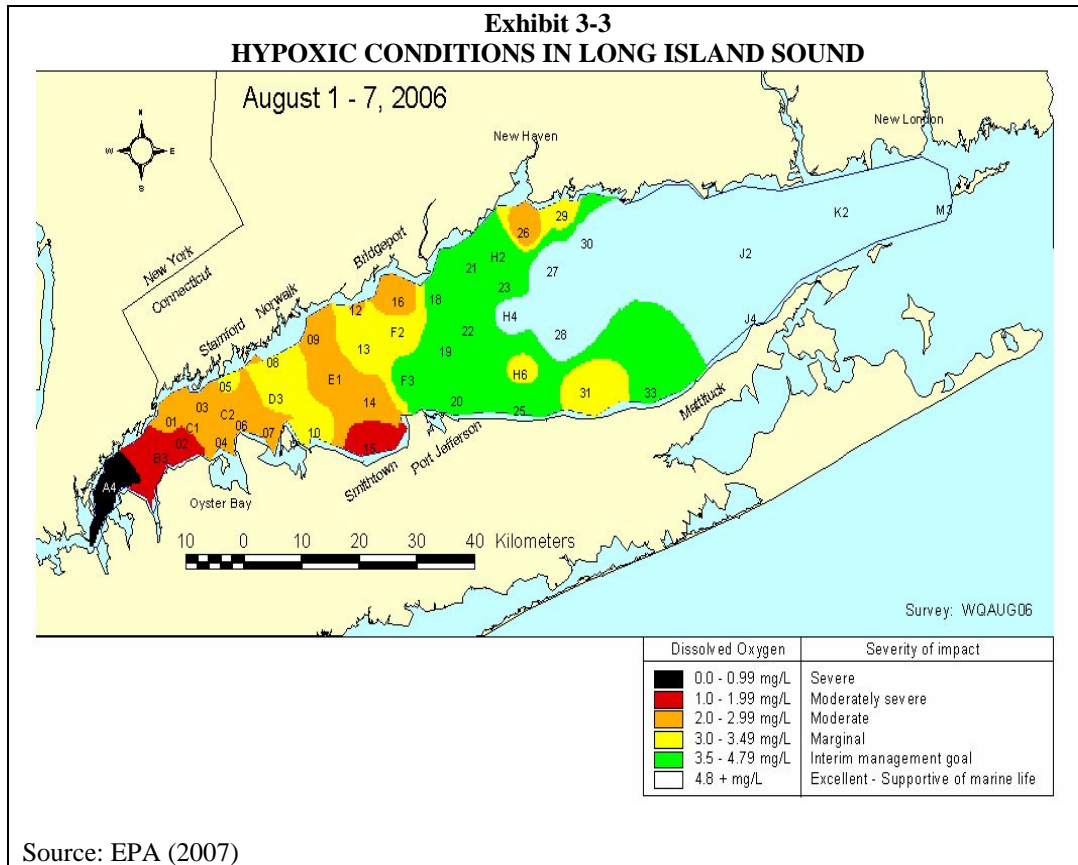 Exhibit 3-3
HYPOXIC CONDITIONS IN LONG ISLAND SOUND
August 1 - 7, 2006
N
W E
S
New London
New Haven
K2
M3
29
26
30
J2
H2
21
27
New York
Connecticut
Bridgeport
23
16
18
12
H4
J4
Norwalk
F2
22
28
09
Stamford
13
19
08
H6
E1
F3
05
31
33
D3
Mattituck
14
20
25
03
C2
01
C1
06
07
10
04
02
15
B3
Smithtown
Port Jefferson
A4
Oyster Bay
10 0 10 20 30 40 Kilometers
Survey: WQAUG06
Dissolved Oxygen Severity of impact
0.0 - 0.99 mg/L Severe
1.0 - 1.99 mg/L Moderately severe
2.0 - 2.99 mg/L Moderate
3.0 - 3.49 mg/L Marginal
3.5 - 4.79 mg/L Interim management goal
4.8 + mg/L Excellent - Supportive of marine life
Source: EPA (2007)